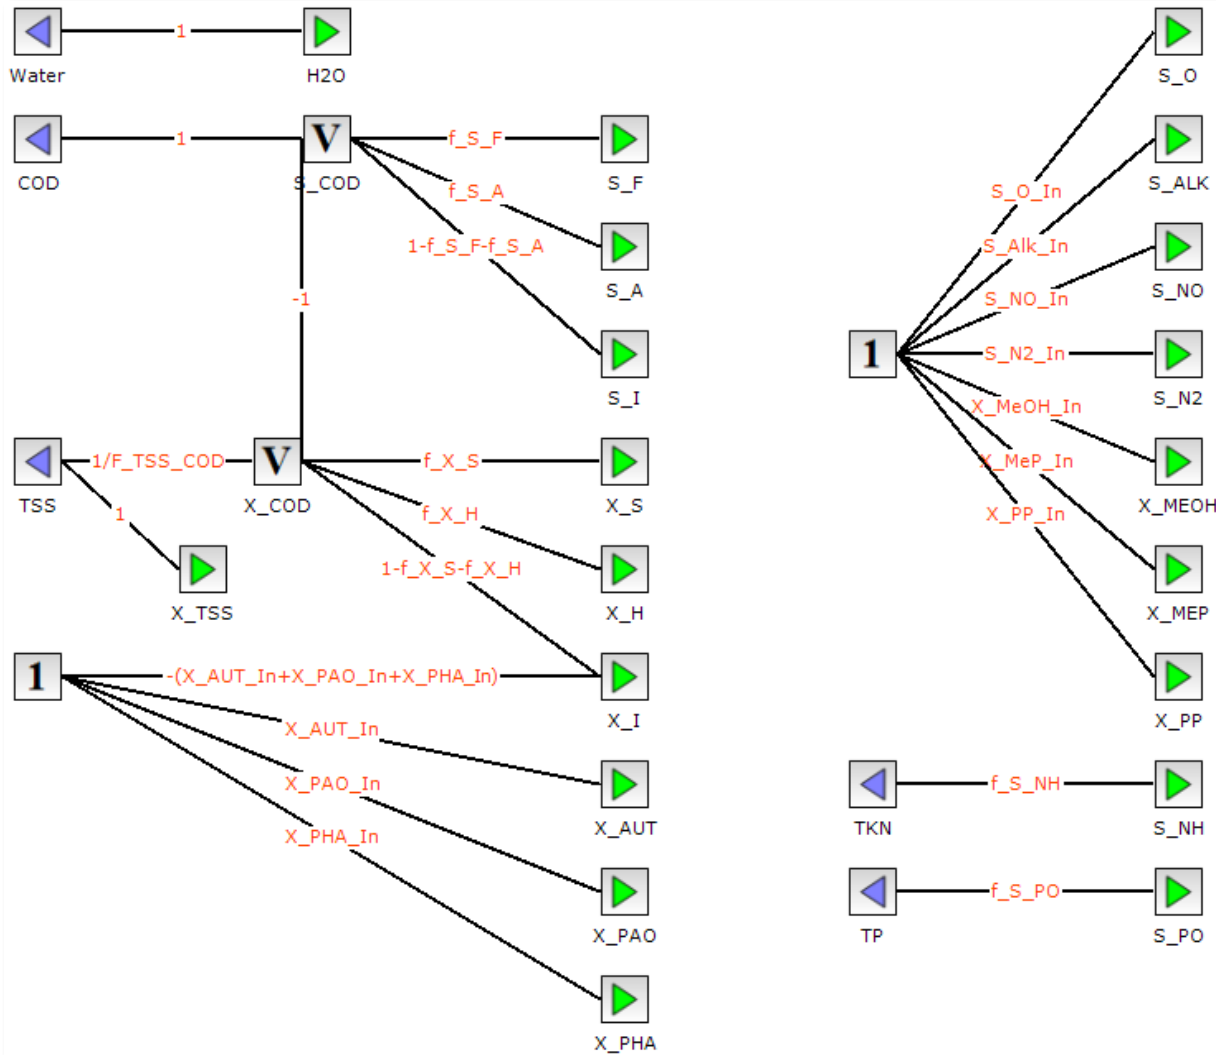 1
Water
H2O
1
V
f_S_F
COD
S_COD
S_F
f_S_A
1-f_S_F-f_S_A
S_A
-1
S_I
1/F_TSS_COD
V
f_X_S
TSS
X_COD
X_S
1
f_X_H
1-f_X_S-f_X_H
X_TSS
X_H
1
-(X_AUT_In+X_PAO_In+X_PHA_In)
X_I
X_AUT_In
X_PAO_In
X_AUT
X_PHA_In
X_PAO
X_PHA
S_O
S_ALK
S_O_In
S_Alk_In
S_NO
S_NO_In
1
S_N2_In
S_N2
X_MeOH_In
X_MeP_In
X_MEOH
X_PP_In
X_MEP
X_PP
f_S_NH
TKN
S_NH
f_S_PO
TP
S_PO